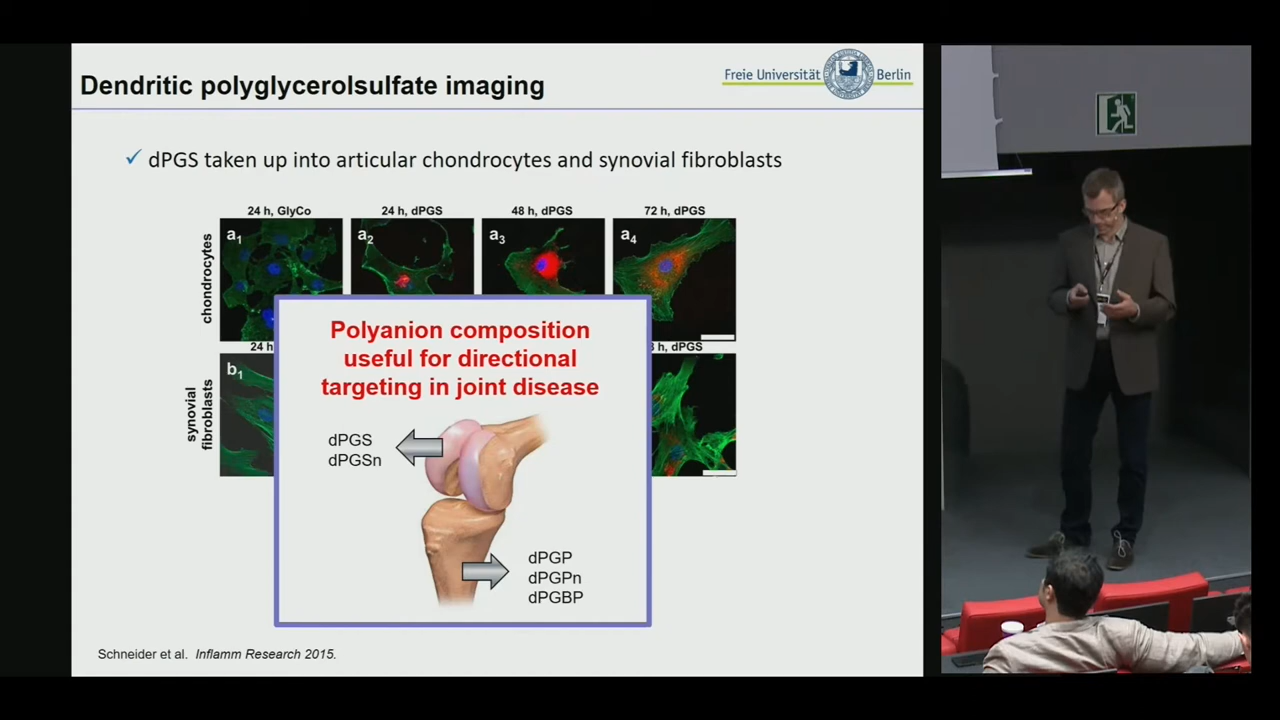 Dendritic polyglycerolsulfate imaging
Freie Universität Berlin
✓ dPGS taken up into articular chondrocytes and synovial fibroblasts
24 h, GlyCo
24 h, dPGS
48 h, dPGS
72 h, dPGS
chondrocytes
a1
a2
a3
a4
24 h
h, dPGS
synovial
fibroblasts
b1
Polyanion composition
useful for directional
targeting in joint disease
dPGS
dPGSn
dPGP
dPGPn
dPGBP
Schneider et al. Inflamm Research 2015.